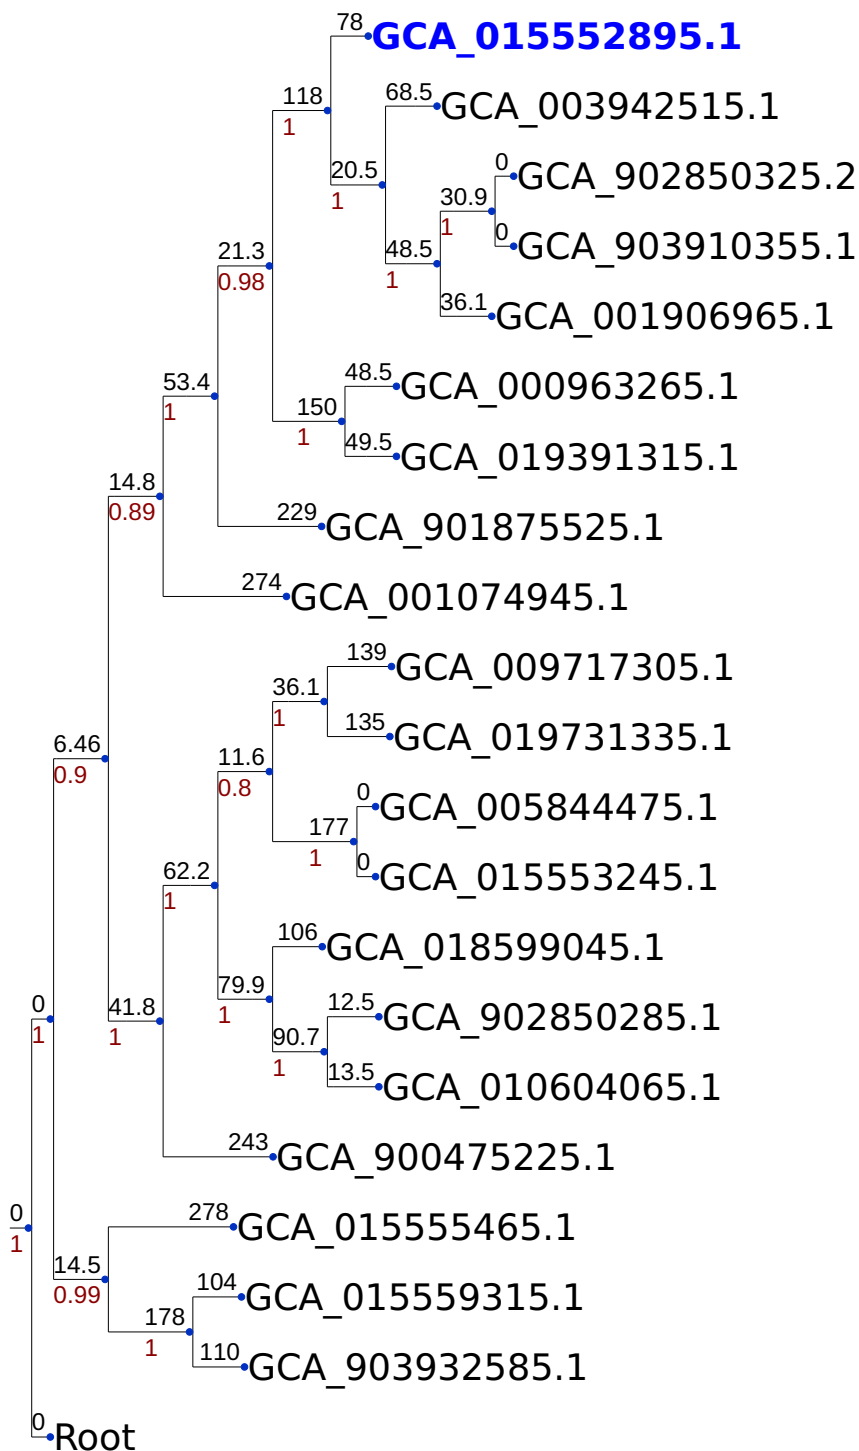 78
GCA_015552895.1
118
1
68.5
GCA_003942515.1
20.5
1
0
GCA_902850325.2
30.9
1
0
GCA_903910355.1
48.5
1
21.3
0.98
36.1
GCA_001906965.1
53.4
1
48.5
GCA_000963265.1
150
1
49.5
GCA_019391315.1
14.8
0.89
229
GCA_901875525.1
274
GCA_001074945.1
139
GCA_009717305.1
36.1
1
135
GCA_019731335.1
6.46
0.9
11.6
0.8
0
GCA_005844475.1
177
1
0
GCA_015553245.1
62.2
1
106
GCA_018599045.1
79.9
1
12.5
GCA_902850285.1
0
1
41.8
1
90.7
1
13.5
GCA_010604065.1
243
GCA_900475225.1
0
1
278
GCA_015555465.1
14.5
0.99
104
GCA_015559315.1
178
1
110
GCA_903932585.1
0
Root